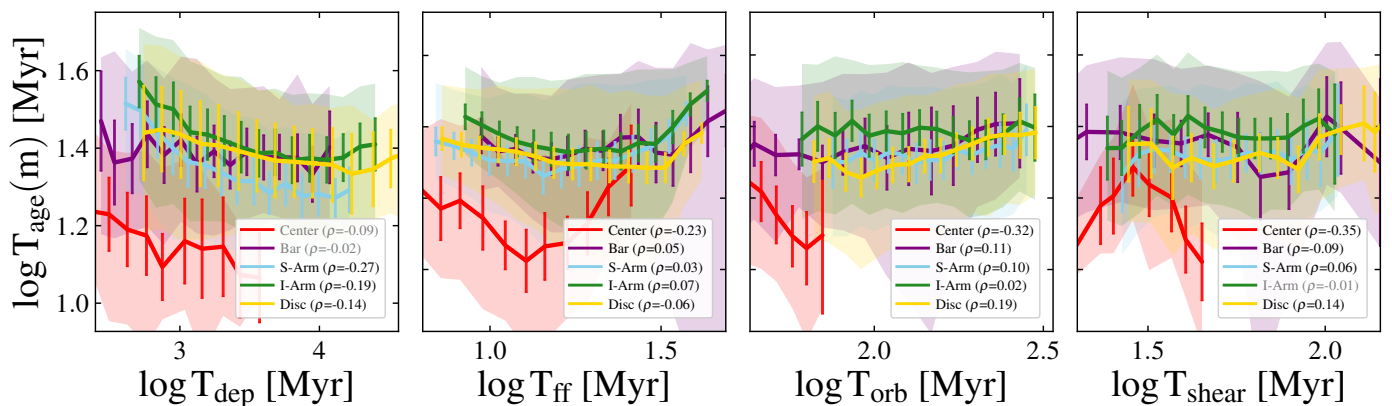 log T_age(m) [Myr]
1.6
1.4
1.2
1.0
Center (ρ=-0.09)
Bar (ρ=-0.02)
S-Arm (ρ=-0.27)
I-Arm (ρ=-0.19)
Disc (ρ=-0.14)
3 4
log T_dep [Myr]
Center (ρ=-0.23)
Bar (ρ=0.05)
S-Arm (ρ=0.03)
I-Arm (ρ=0.07)
Disc (ρ=-0.06)
1.0 1.5
log T_ff [Myr]
Center (ρ=-0.32)
Bar (ρ=0.11)
S-Arm (ρ=0.10)
I-Arm (ρ=0.02)
Disc (ρ=0.19)
2.0 2.5
log T_orb [Myr]
Center (ρ=-0.35)
Bar (ρ=-0.09)
S-Arm (ρ=0.06)
I-Arm (ρ=-0.01)
Disc (ρ=0.14)
1.5 2.0
log T_shear [Myr]